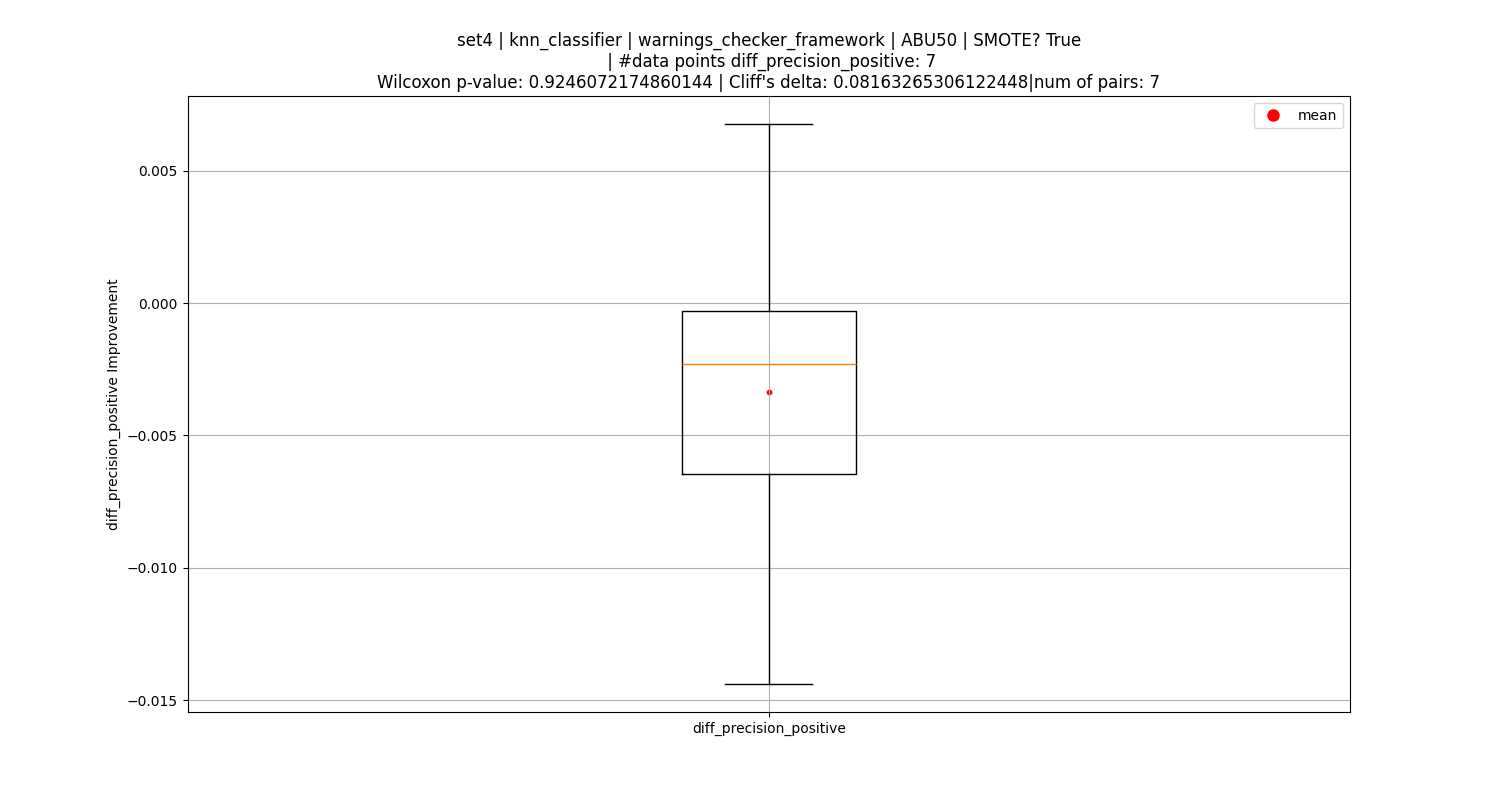 set4 | knn_classifier | warnings_checker_framework | ABU50 | SMOTE? True
| #data points diff_precision_positive: 7
Wilcoxon p-value: 0.9246072174860144 | Cliff's delta: 0.08163265306122448|num of pairs: 7
mean
0.005
0.000
−0.005
−0.010
−0.015
diff_precision_positive Improvement
diff_precision_positive